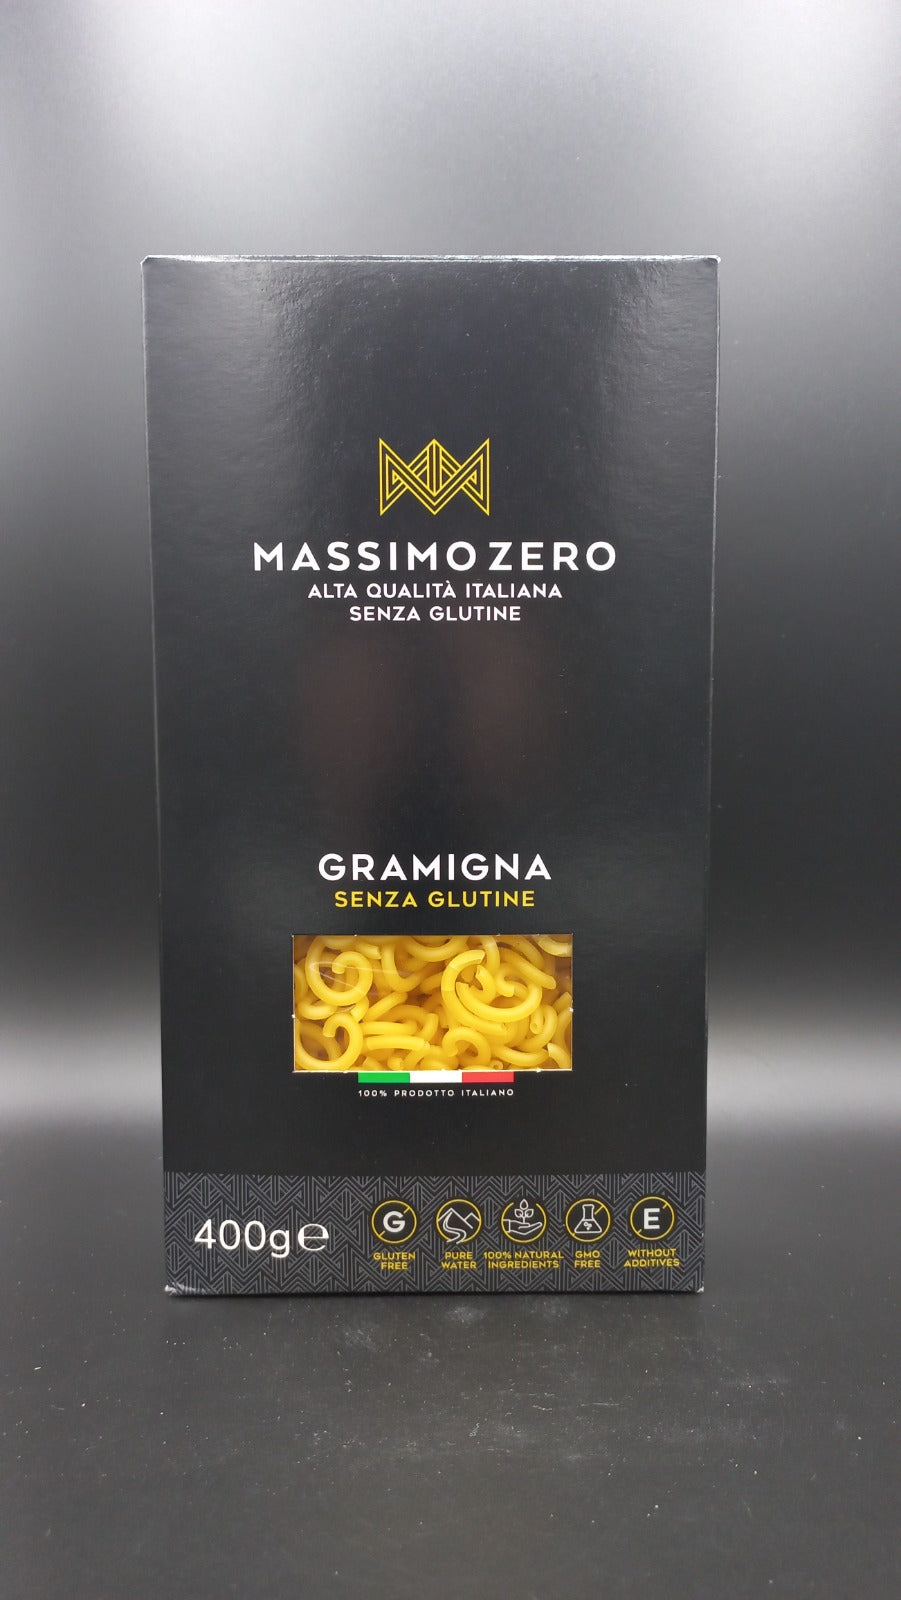 MASSIMO ZERO
ALTA QUALITÀ ITALIANA
SENZA GLUTINE
GRAMIGNA
SENZA GLUTINE
100% PRODOTTO ITALIANO
400g ℮
G
GLUTEN
FREE
PURE
WATER
100% NATURAL
INGREDIENTS
GMO
FREE
E
WITHOUT
ADDITIVES